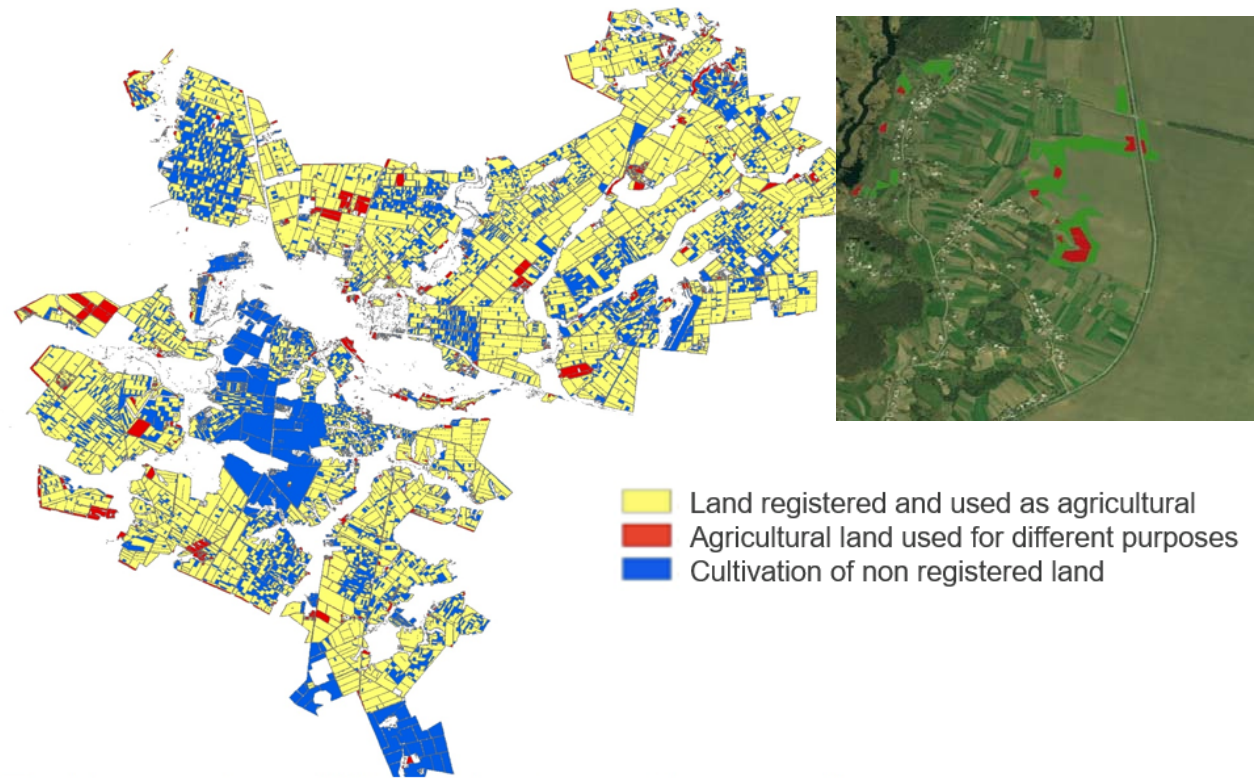 Land registered and used as agricultural
Agricultural land used for different purposes
Cultivation of non registered land